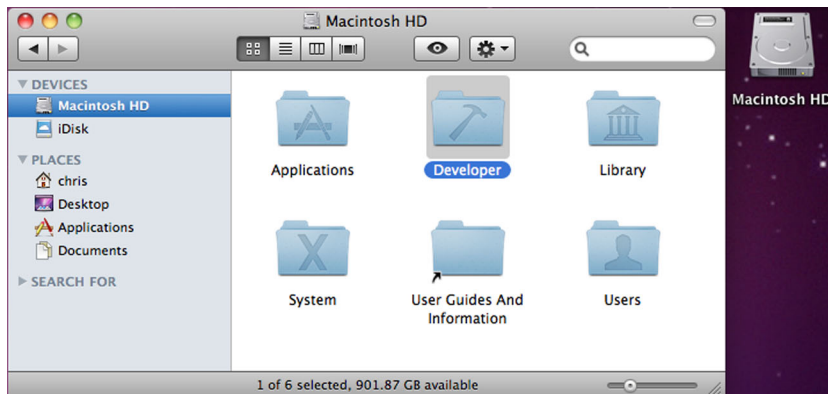 Macintosh HD
DEVICES
Macintosh HD
iDisk
PLACES
chris
Desktop
Applications
Documents
SEARCH FOR
Applications
Developer
Library
System
User Guides And
Information
Users
1 of 6 selected, 901.87 GB available
Macintosh HD